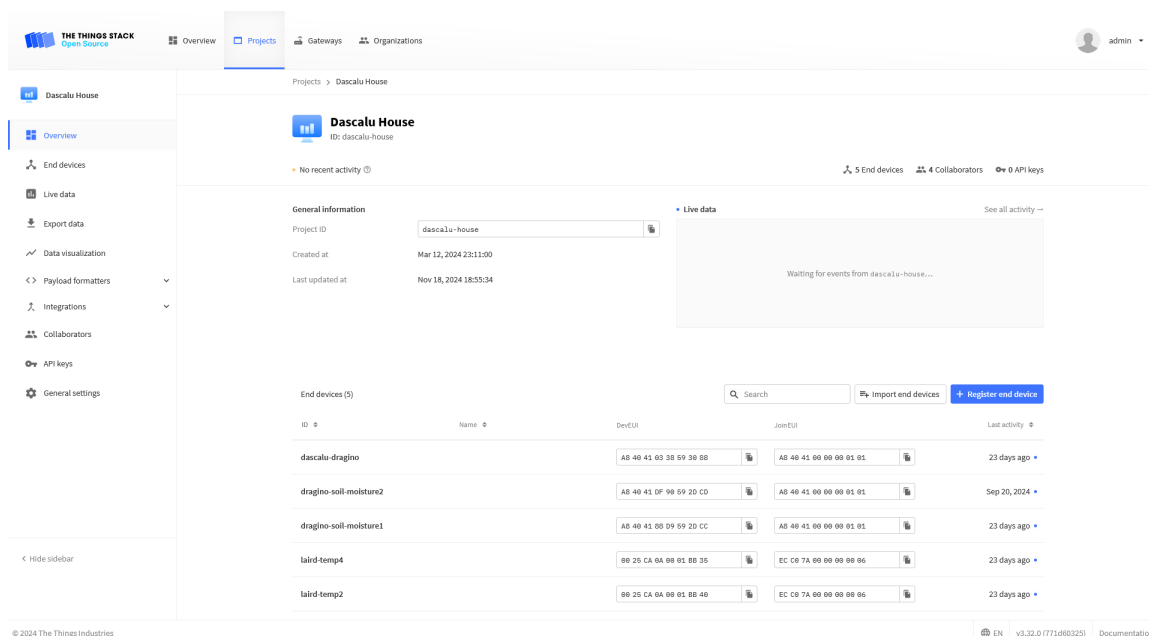 THE THINGS STACK
Open Source
Overview
Projects
Gateways
Organizations
admin
Dascalu House
Overview
End devices
Live data
Export data
Data visualization
Payload formatters
Integrations
Collaborators
API keys
General settings
< Hide sidebar
Projects > Dascalu House
Dascalu House
ID: dascalu-house
No recent activity
5 End devices 4 Collaborators 0 API keys
General information
Project ID dascalu-house
Created at Mar 12, 2024 23:11:00
Last updated at Nov 18, 2024 18:55:34
Live data See all activity →
Waiting for events from dascalu-house...
End devices (5) Search Import end devices + Register end device
ID Name DevEUI JoinEUI Last activity
dascalu-dragino A8 40 41 03 38 59 30 88 A8 40 41 00 00 00 01 01 23 days ago
dragino-soil-moisture2 A8 40 41 DF 90 59 2D CD A8 40 41 00 00 00 01 01 Sep 20, 2024
dragino-soil-moisture1 A8 40 41 88 D9 59 2D CC A8 40 41 00 00 00 01 01 23 days ago
laird-temp4 00 25 CA 0A 00 01 BB 35 EC C0 7A 00 00 00 00 06 23 days ago
laird-temp2 00 25 CA 0A 00 01 BB 40 EC C0 7A 00 00 00 00 06 23 days ago
© 2024 The Things Industries EN v3.32.0 (771d60325) Documentatio